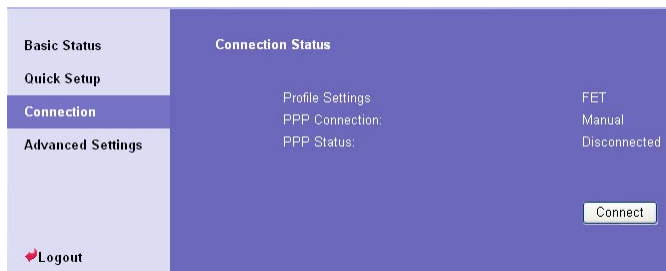 Basic Status
Quick Setup
Connection
Advanced Settings
Logout
Connection Status
Profile Settings FET
PPP Connection: Manual
PPP Status: Disconnected
Connect